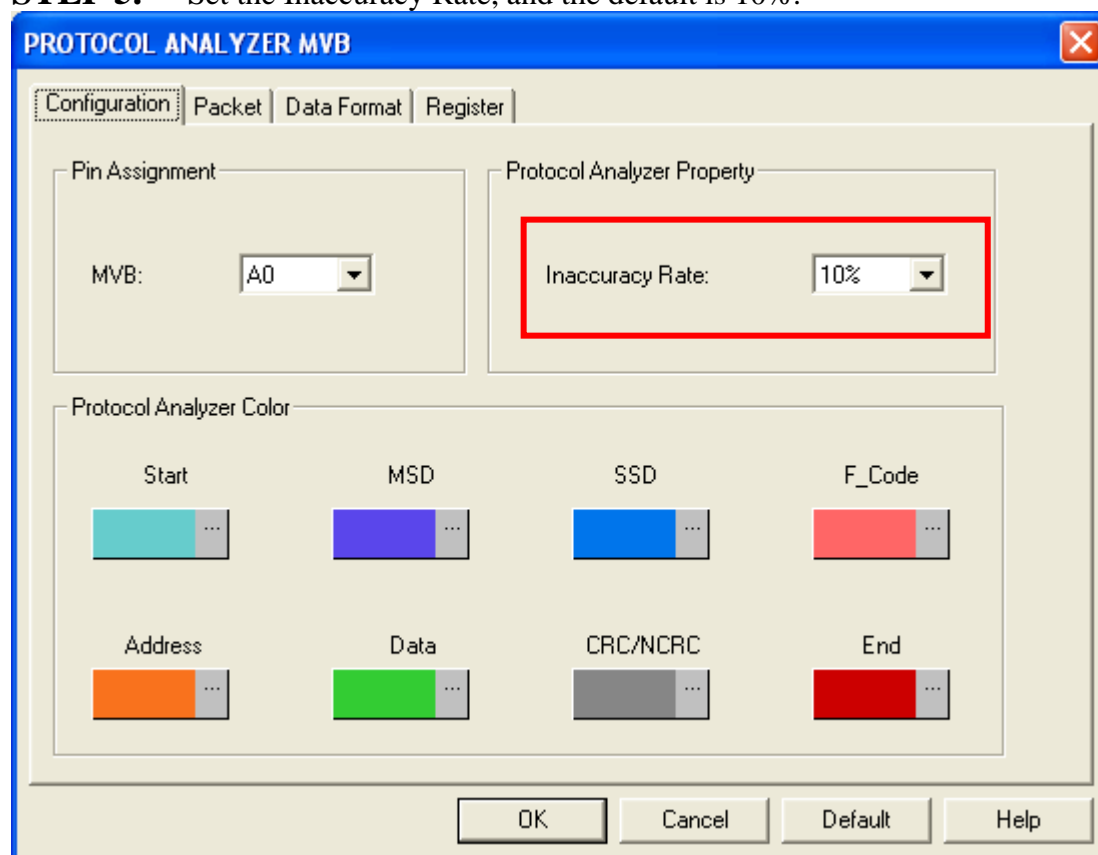 STEP 3. Set the Inaccuracy Rate, and the default is 10%.
PROTOCOL ANALYZER MVB
Configuration Packet Data Format Register
Pin Assignment
Protocol Analyzer Property
MVB: A0
Inaccuracy Rate: 10%
Protocol Analyzer Color
Start MSD SSD F_Code
... ... ... ...
Address Data CRC/NCRC End
... ... ... ...
OK Cancel Default Help